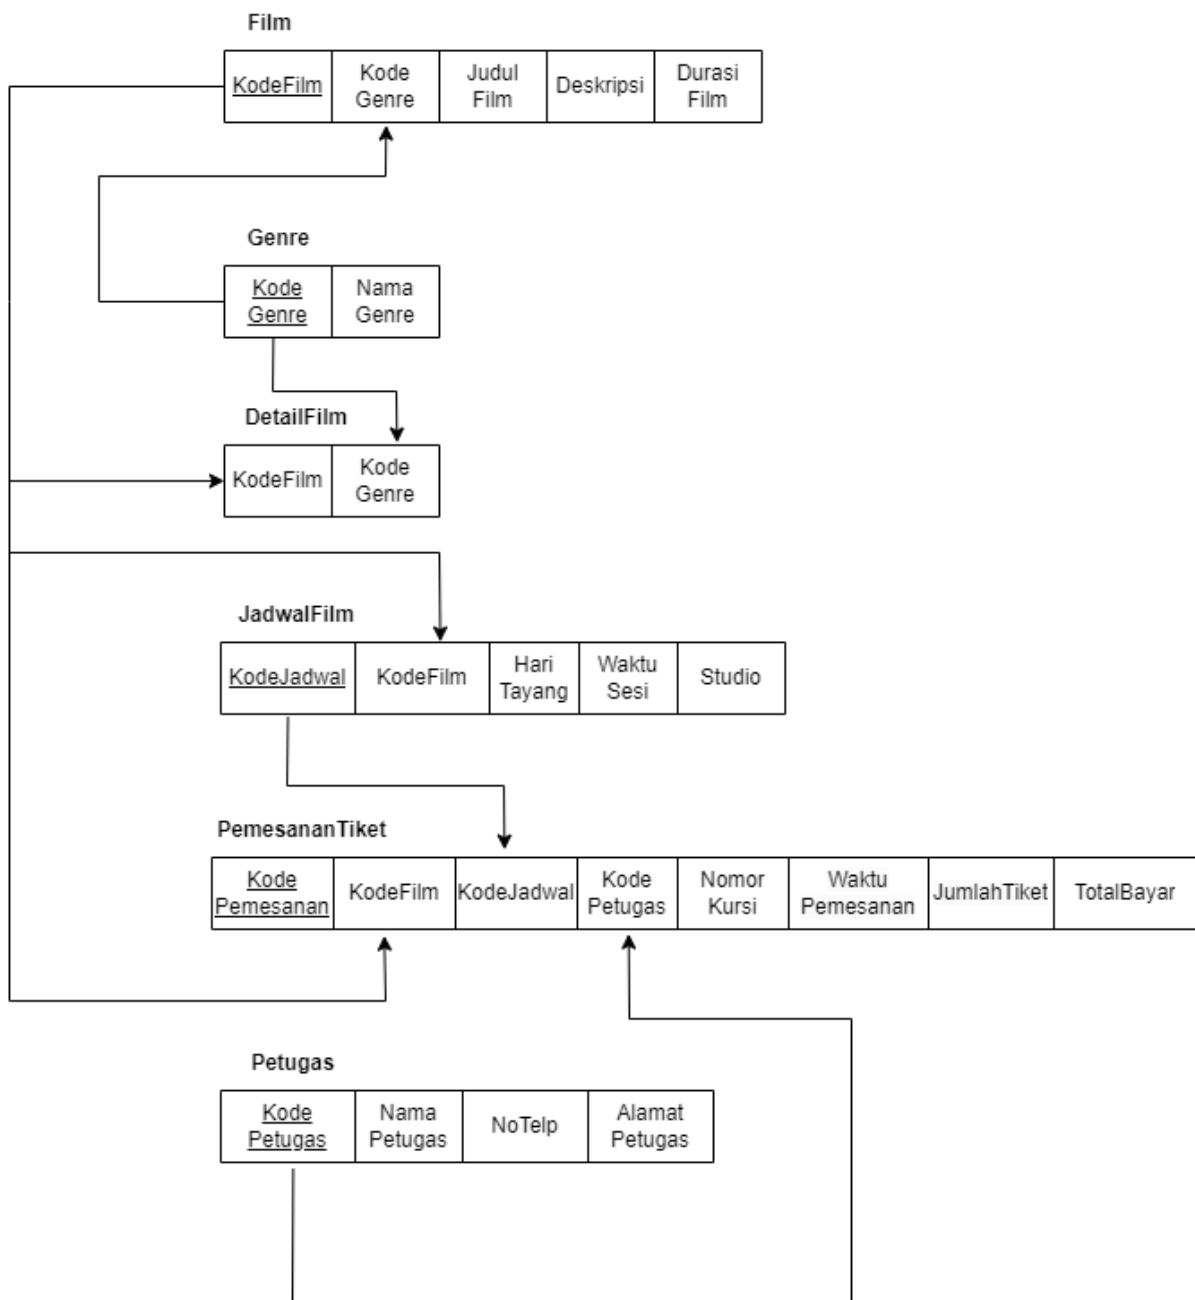 Film
KodeFilm
Kode
Genre
Judul
Film
Deskripsi
Durasi
Film
Genre
Kode
Genre
Nama
Genre
DetailFilm
KodeFilm
Kode
Genre
JadwalFilm
KodeJadwal
KodeFilm
Hari
Tayang
Waktu
Sesi
Studio
PemesananTiket
Kode
Pemesanan
KodeFilm
KodeJadwal
Kode
Petugas
Nomor
Kursi
Waktu
Pemesanan
JumlahTiket
TotalBayar
Petugas
Kode
Petugas
Nama
Petugas
NoTelp
Alamat
Petugas